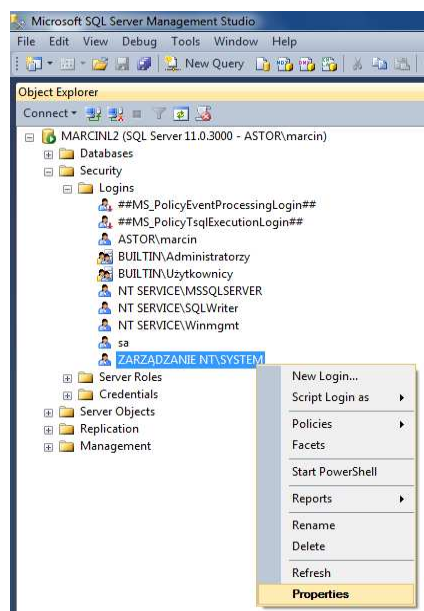 Microsoft SQL Server Management Studio
File Edit View Debug Tools Window Help
New Query
Object Explorer
Connect
MARCINL2 (SQL Server 11.0.3000 - ASTOR\marcin)
Databases
Security
Logins
##MS_PolicyEventProcessingLogin##
##MS_PolicyTsqlExecutionLogin##
ASTOR\marcin
BUILTIN\Administratorzy
BUILTIN\Użytkownicy
NT SERVICE\MSSQLSERVER
NT SERVICE\SQLWriter
NT SERVICE\Winmgmt
sa
ZARZĄDZANIE NT\SYSTEM
Server Roles
Credentials
Server Objects
Replication
Management
New Login...
Script Login as
Policies
Facets
Start PowerShell
Reports
Rename
Delete
Refresh
Properties